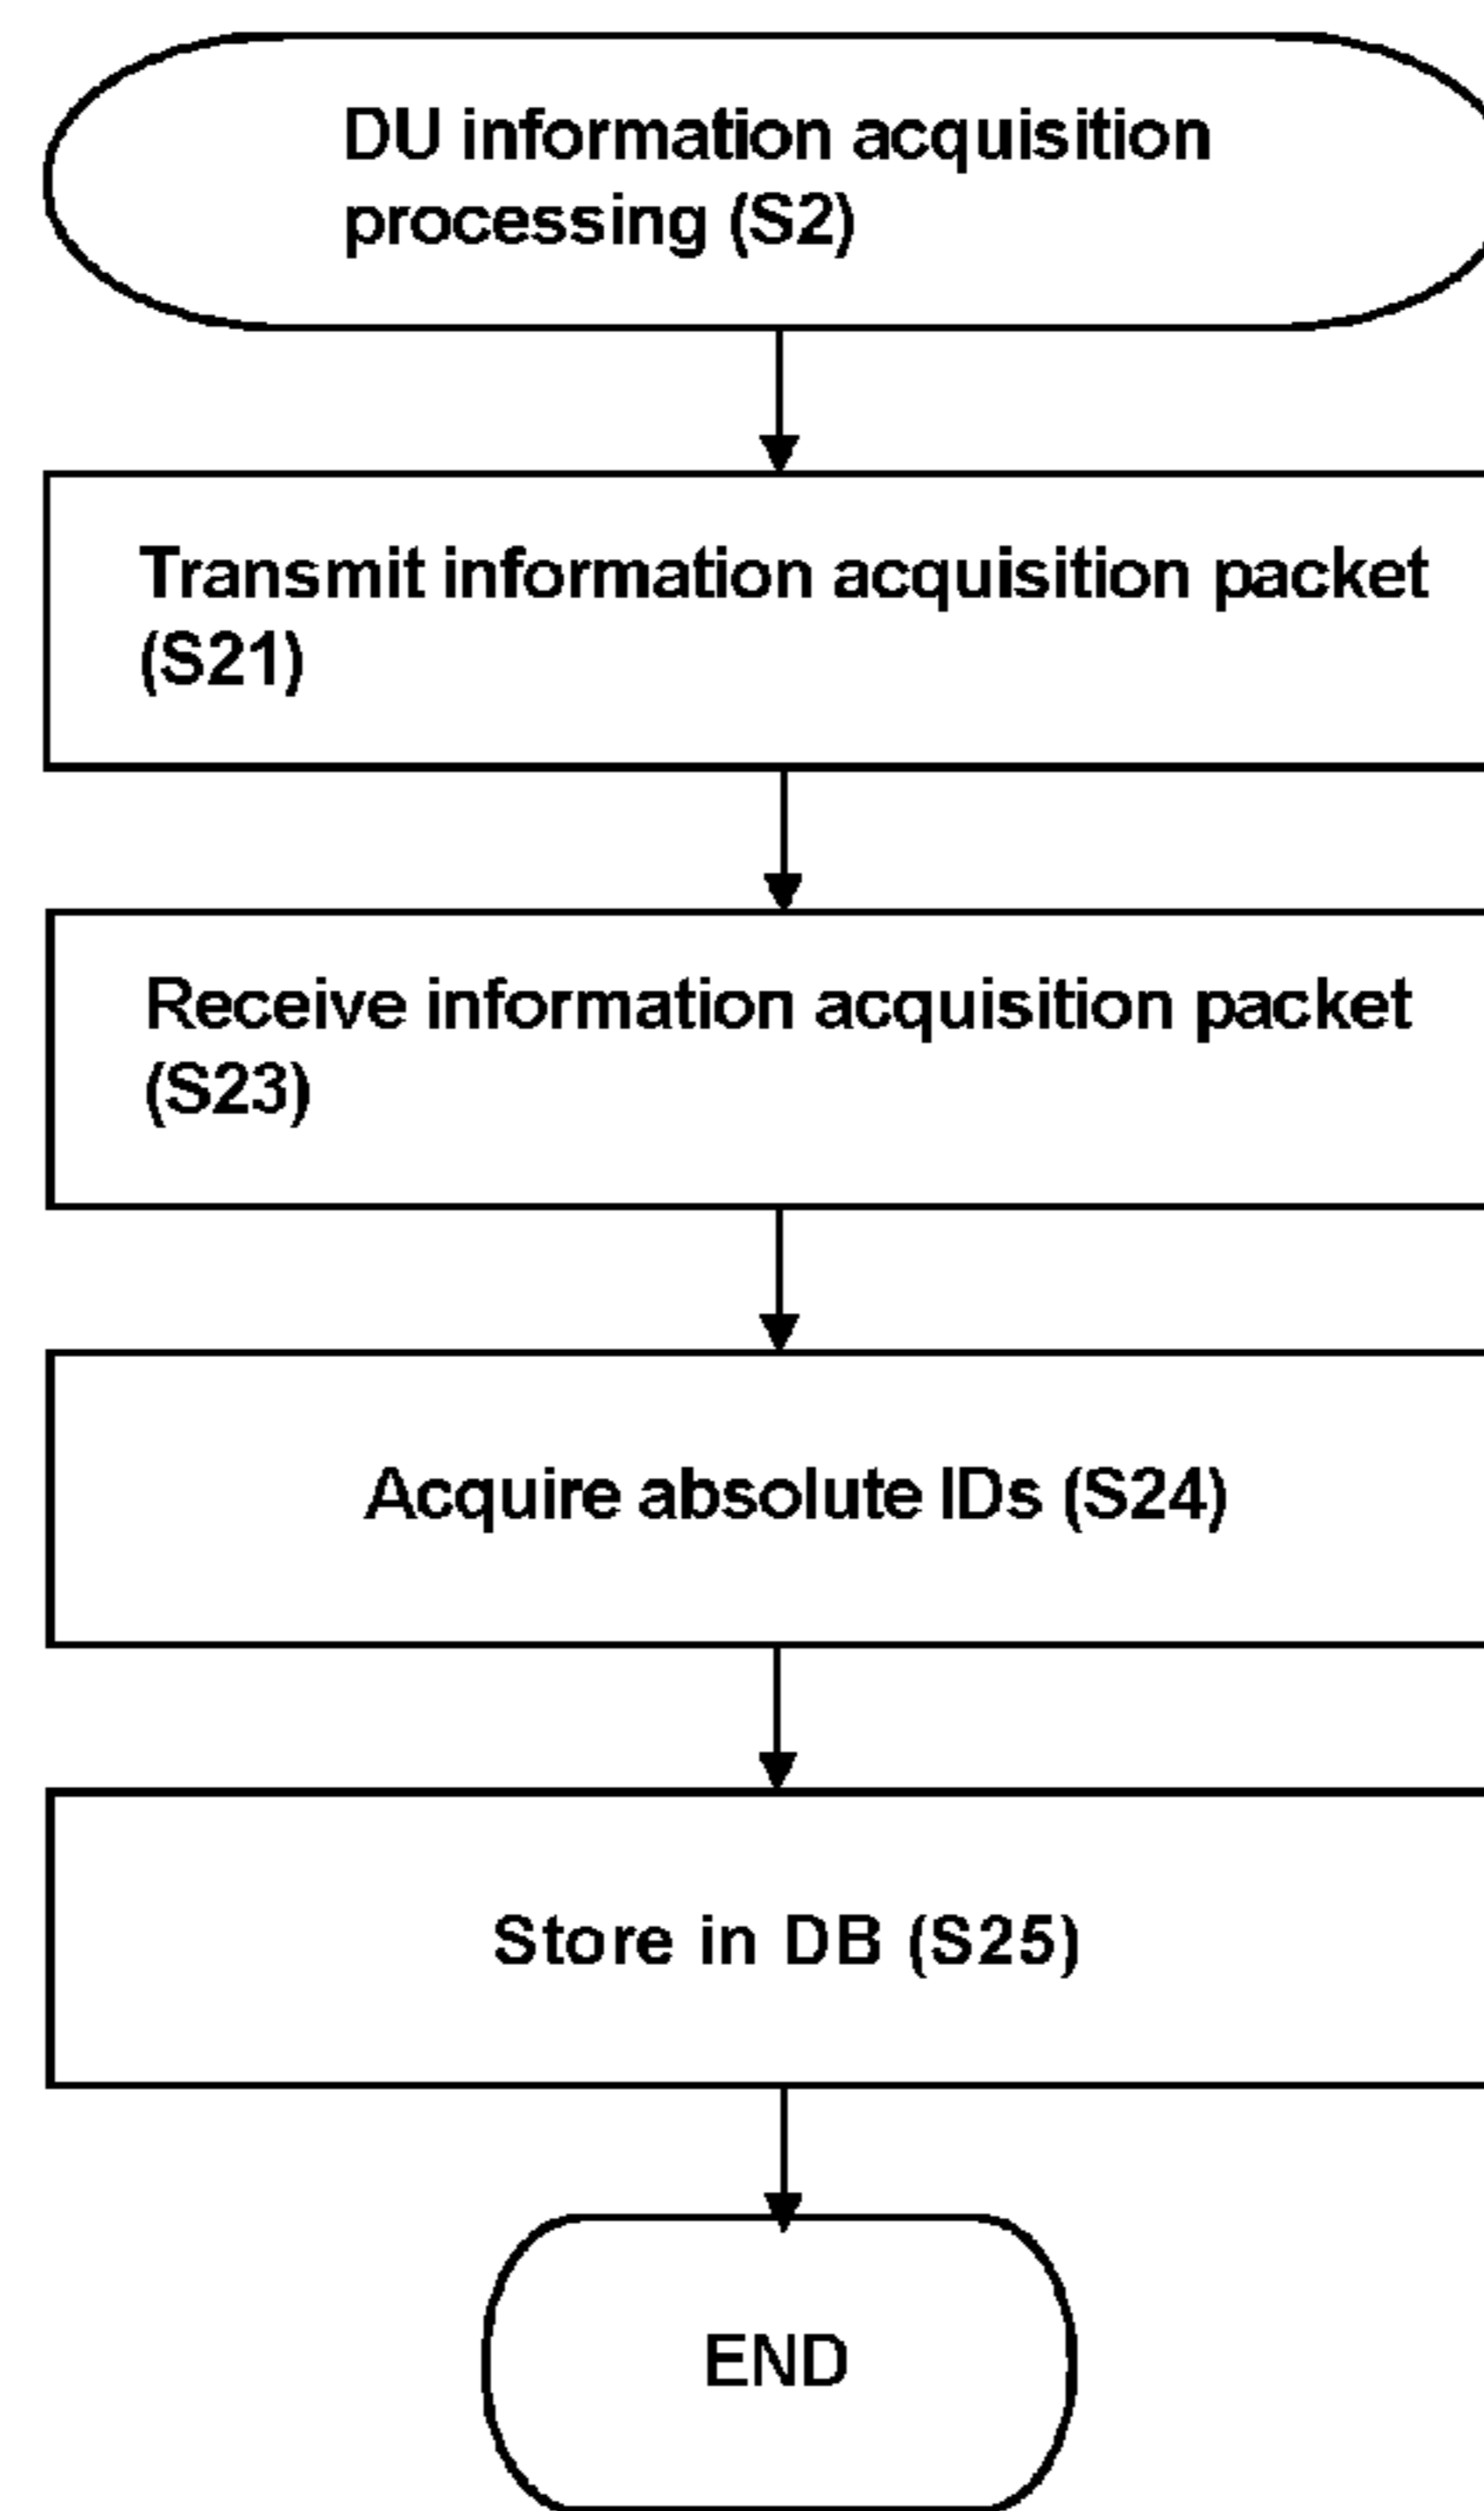 DU information acquisition
processing (S2)
Transmit information acquisition packet
(S21)
Receive information acquisition packet
(S23)
Acquire absolute IDs (S24)
Store in DB (S25)
END